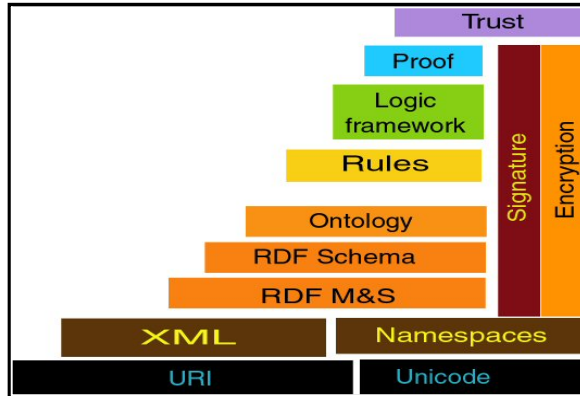 Trust
Proof
Logic
framework
Rules
Ontology
RDF Schema
RDF M&S
Signature
Encryption
XML
Namespaces
URI
Unicode